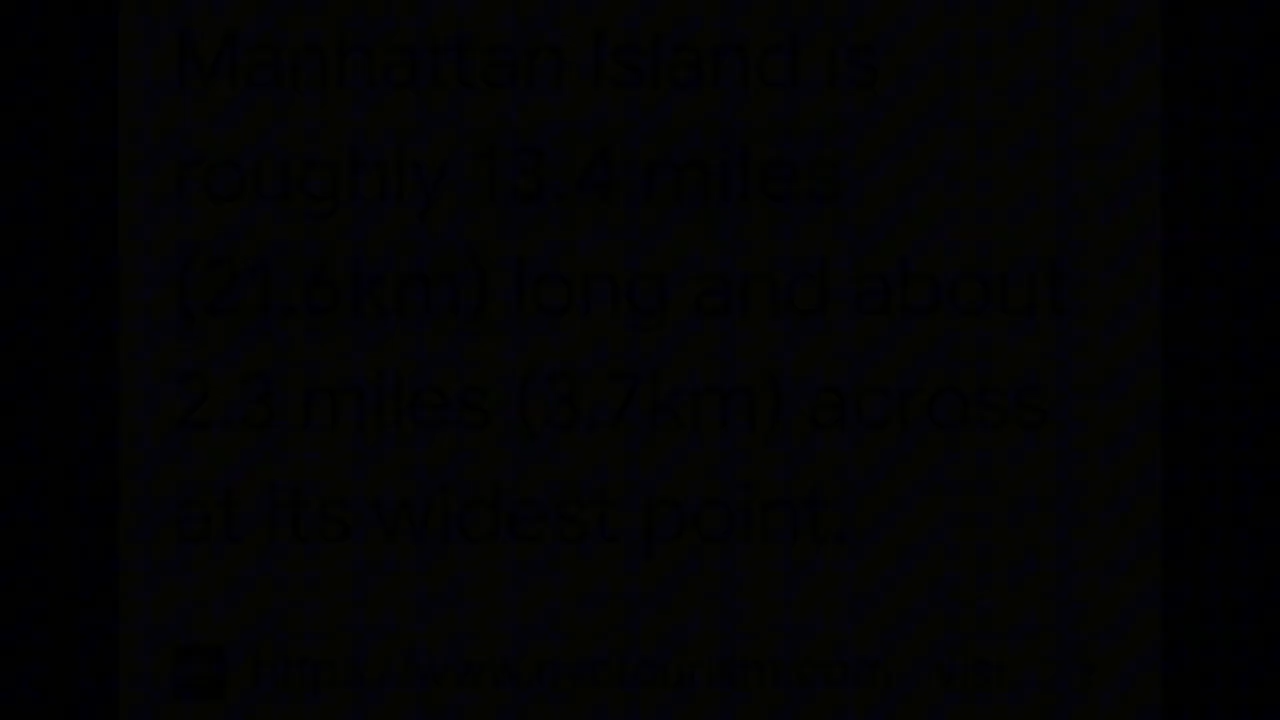 Manhattan Island is
roughly 13.4 miles
(21.6km) long and about
2.3 miles (3.7km) across
at its widest point.